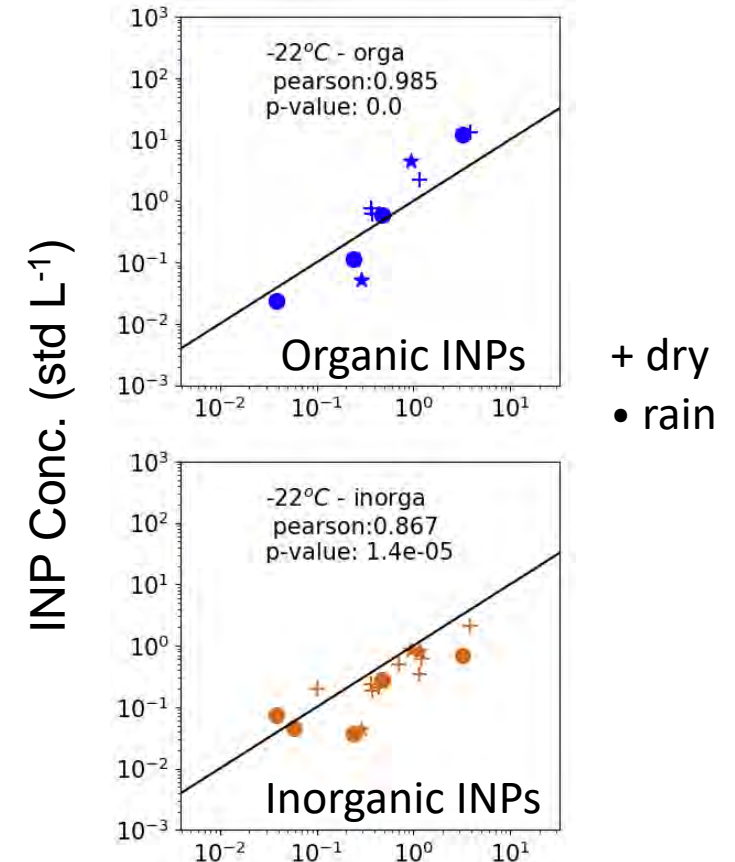 10³
-22°C - orga
pearson:0.985
p-value: 0.0
10²
10¹
10⁰
10⁻¹
10⁻²
10⁻³
Organic INPs
10⁻² 10⁻¹ 10⁰ 10¹
+ dry
• rain
INP Conc. (std L⁻¹)
10³
-22°C - inorga
pearson:0.867
p-value: 1.4e-05
10²
10¹
10⁰
10⁻¹
10⁻²
10⁻³
Inorganic INPs
10⁻² 10⁻¹ 10⁰ 10¹